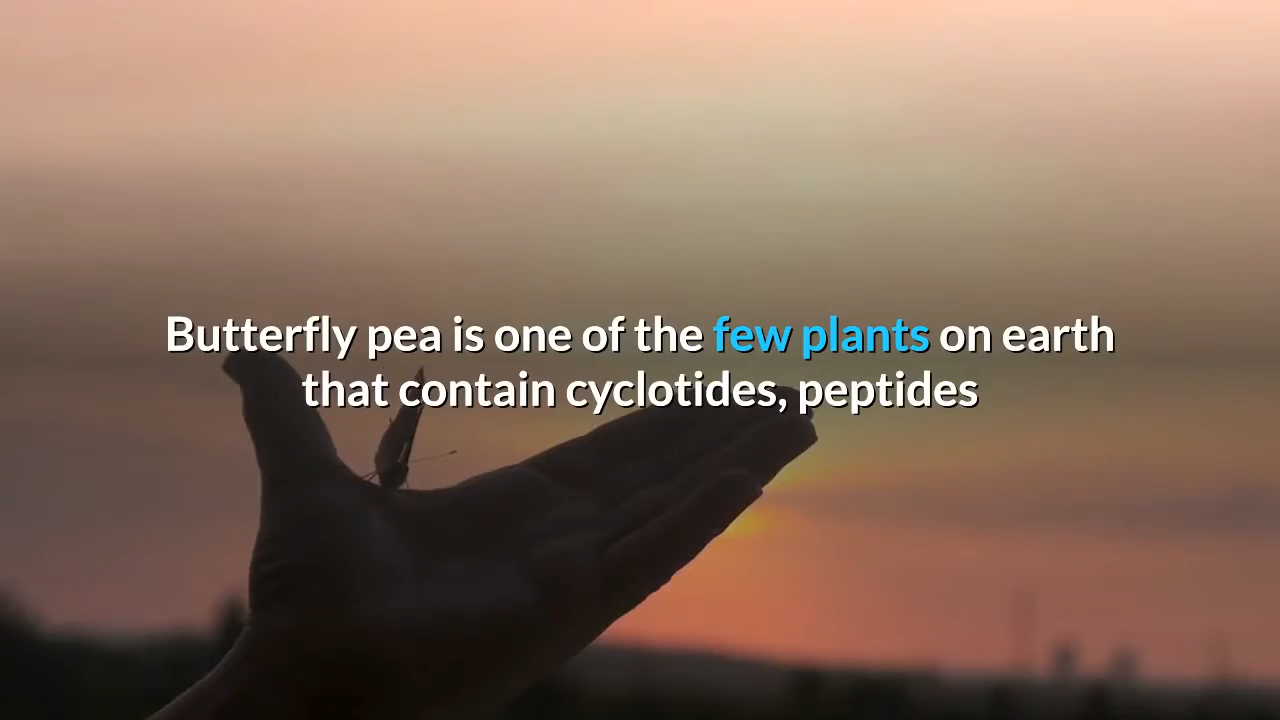 Butterfly pea is one of the few plants on earth
that contain cyclotides, peptides